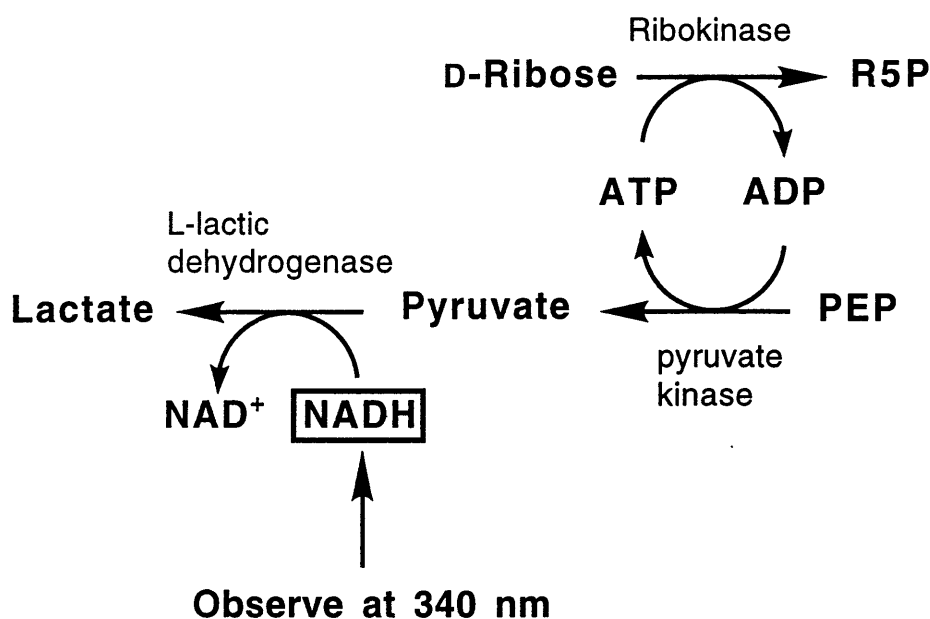 Ribokinase
D-Ribose R5P
ATP ADP
L-lactic
dehydrogenase
Lactate Pyruvate PEP
pyruvate
kinase
NAD+ NADH
Observe at 340 nm